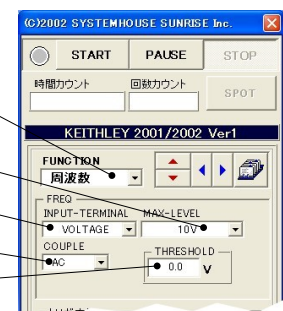 (C)2002 SYSTEMHOUSE SUNRISE Inc.
START PAUSE STOP
時間カウント 回数カウント
SPOT
KEITHLEY 2001/2002 Ver1
FUNCTION
周波数
FREQ
INPUT-TERMINAL MAX-LEVEL
VOLTAGE 10V
COUPLE
THRESHOLD
AC
0.0 V